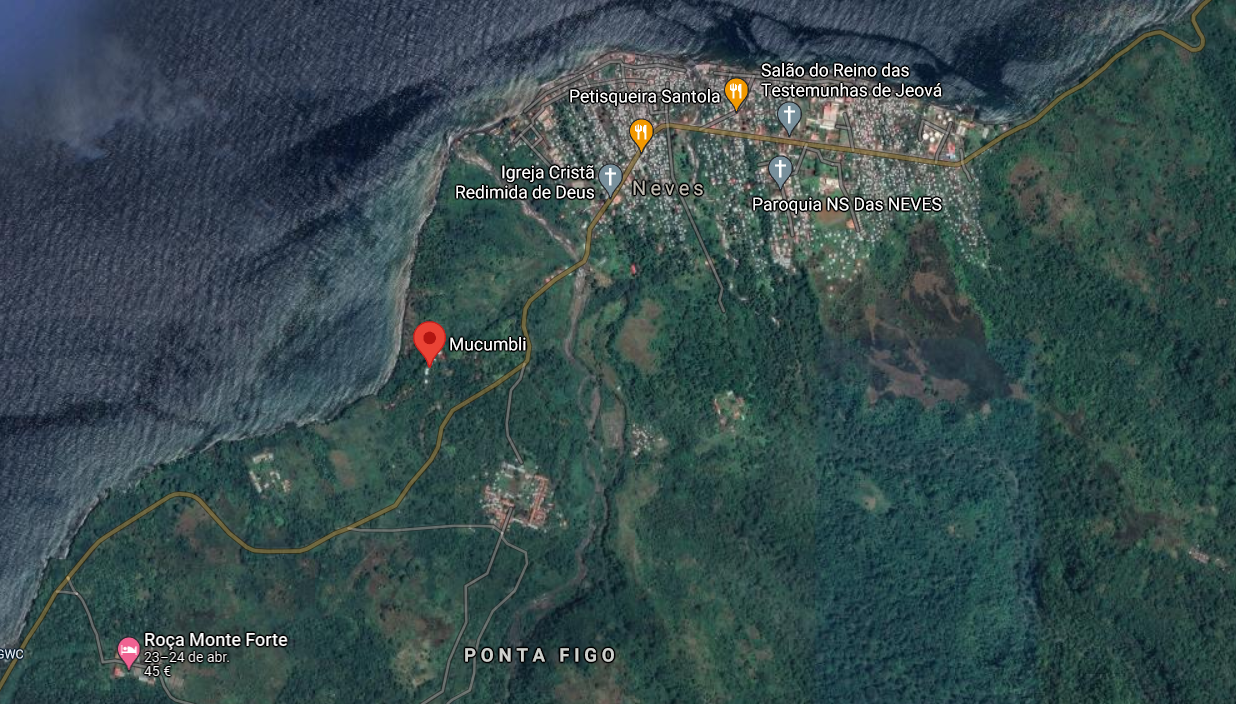 Salão do Reino das
Testemunhas de Jeová
Petisqueira Santola
Igreja Cristã
Redimida de Deus
Neves
Paroquia NS Das NEVES
Mucumbli
Roça Monte Forte
23–24 de abr.
45 €
GWC
PONTA FIGO